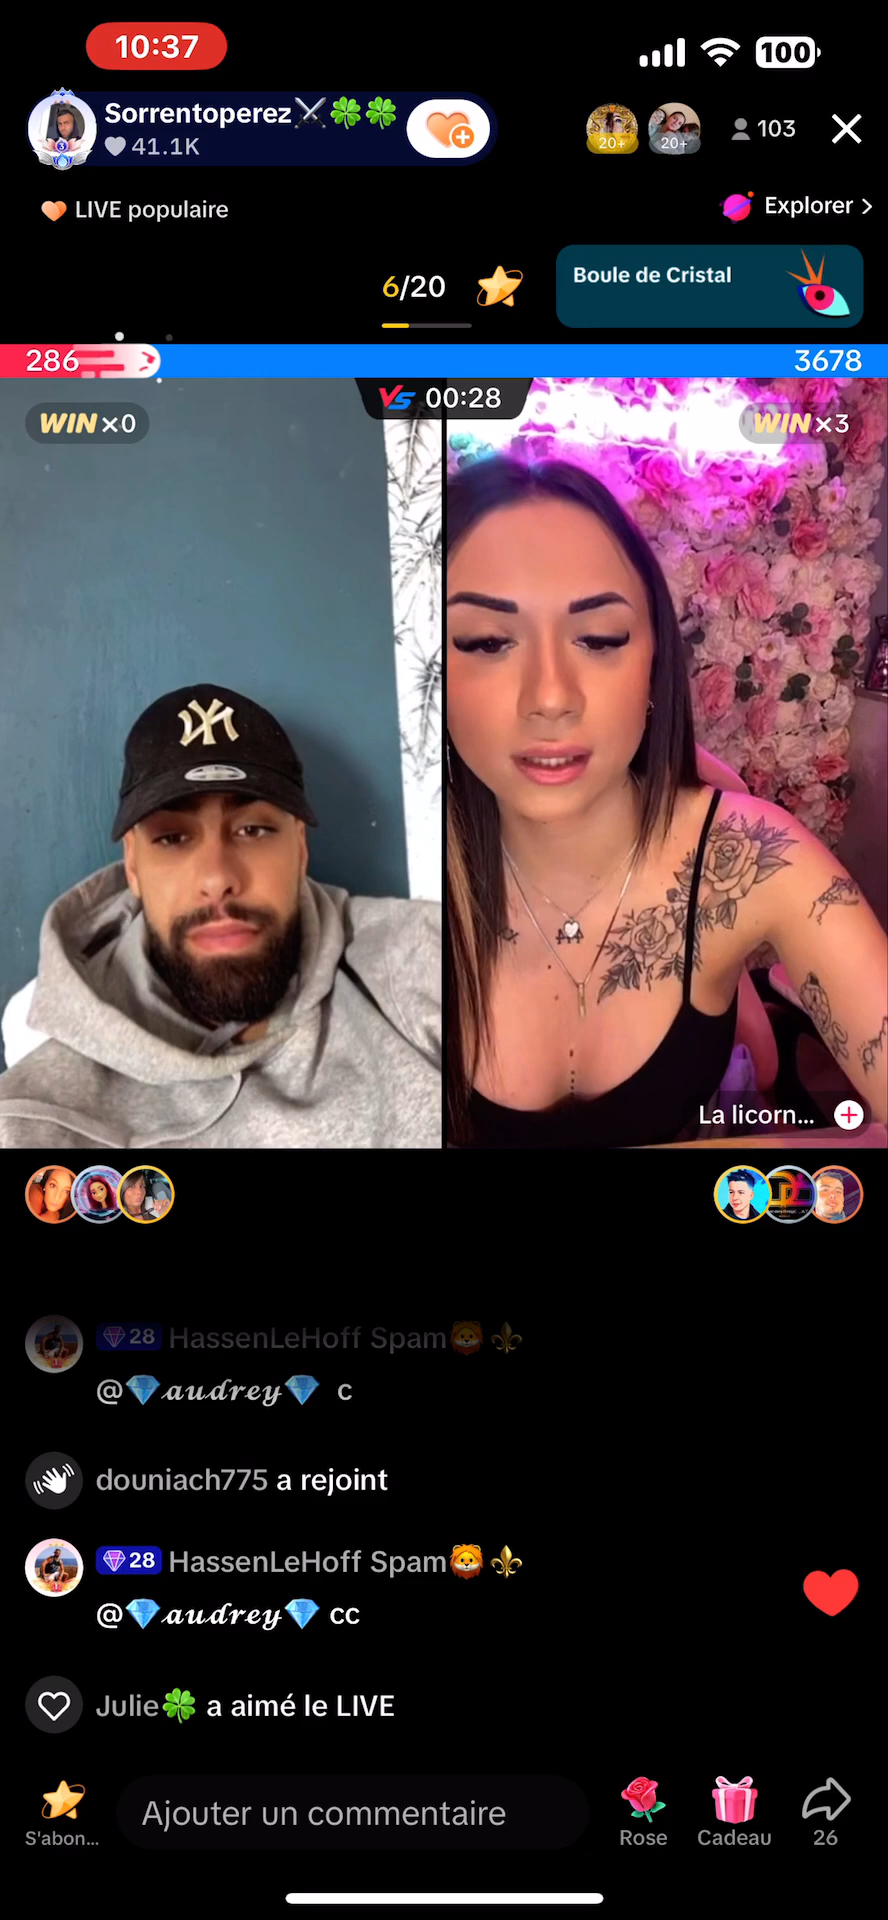 10:37
100
Sorrentoperez⚔️🍀🍀
41.1K
20+
20+
103
LIVE populaire
Explorer >
6/20
Boule de Cristal
286
3678
VS 00:28
WIN x0
WIN x3
La licorn...
28 HassenLeHoff Spam🦁⚜️
@💎𝓪𝓾𝓭𝓻𝓮𝔂💎 c
douniach775 a rejoint
28 HassenLeHoff Spam🦁⚜️
@💎𝓪𝓾𝓭𝓻𝓮𝔂💎 cc
Julie🍀 a aimé le LIVE
S'abon...
Ajouter un commentaire
Rose
Cadeau
26